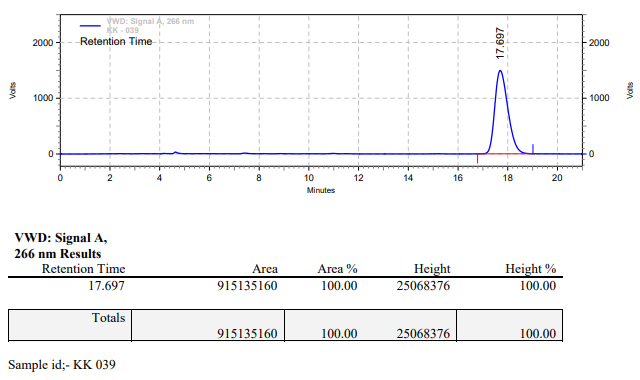 VWD: Signal A, 266 nm
KK - 039
Retention Time
17.697
2000
1000
0
Volts
2000
1000
0
Volts
0 2 4 6 8 10 12 14 16 18 20
Minutes
VWD: Signal A,
266 nm Results
Retention Time Area Area % Height Height %
17.697 915135160 100.00 25068376 100.00
Totals
915135160 100.00 25068376 100.00
Sample id;- KK 039